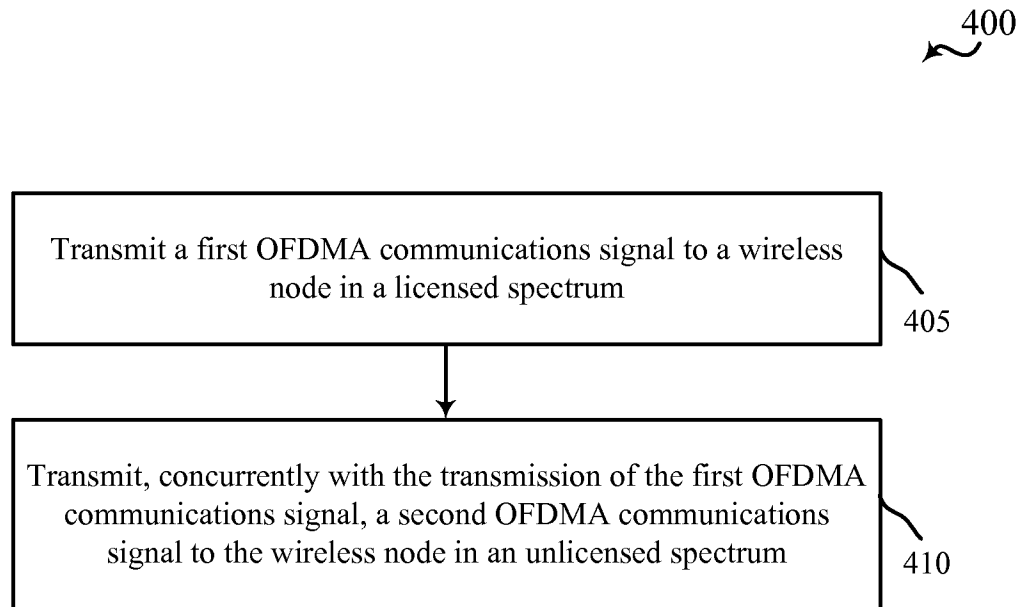 400
Transmit a first OFDMA communications signal to a wireless
node in a licensed spectrum
405
Transmit, concurrently with the transmission of the first OFDMA
communications signal, a second OFDMA communications
signal to the wireless node in an unlicensed spectrum
410